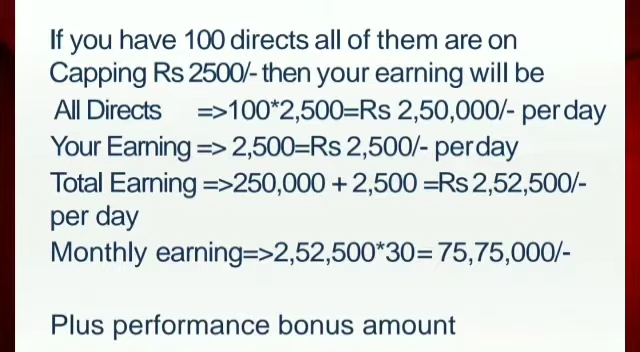 If you have 100 directs all of them are on
Capping Rs 2500/- then your earning will be
All Directs =>100*2,500=Rs 2,50,000/- per day
Your Earning => 2,500=Rs 2,500/- per day
Total Earning =>250,000 + 2,500 =Rs 2,52,500/-
per day
Monthly earning=>2,52,500*30= 75,75,000/-
Plus performance bonus amount